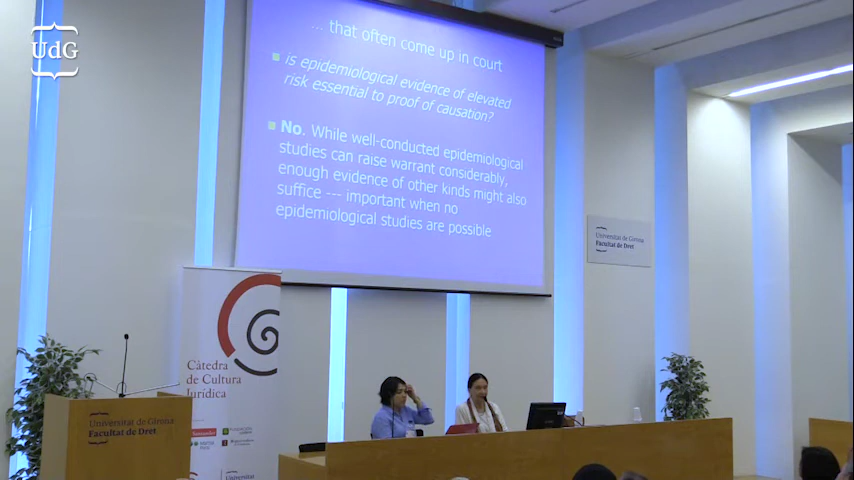 UdG
... that often come up in court
is epidemiological evidence of elevated
risk essential to proof of causation?
No. While well-conducted epidemiological
studies can raise warrant considerably,
enough evidence of other kinds might also
suffice --- important when no
epidemiological studies are possible
Universitat de Girona
Facultat de Dret
Càtedra
de Cultura
Jurídica
Universitat de Girona
Facultat de Dret